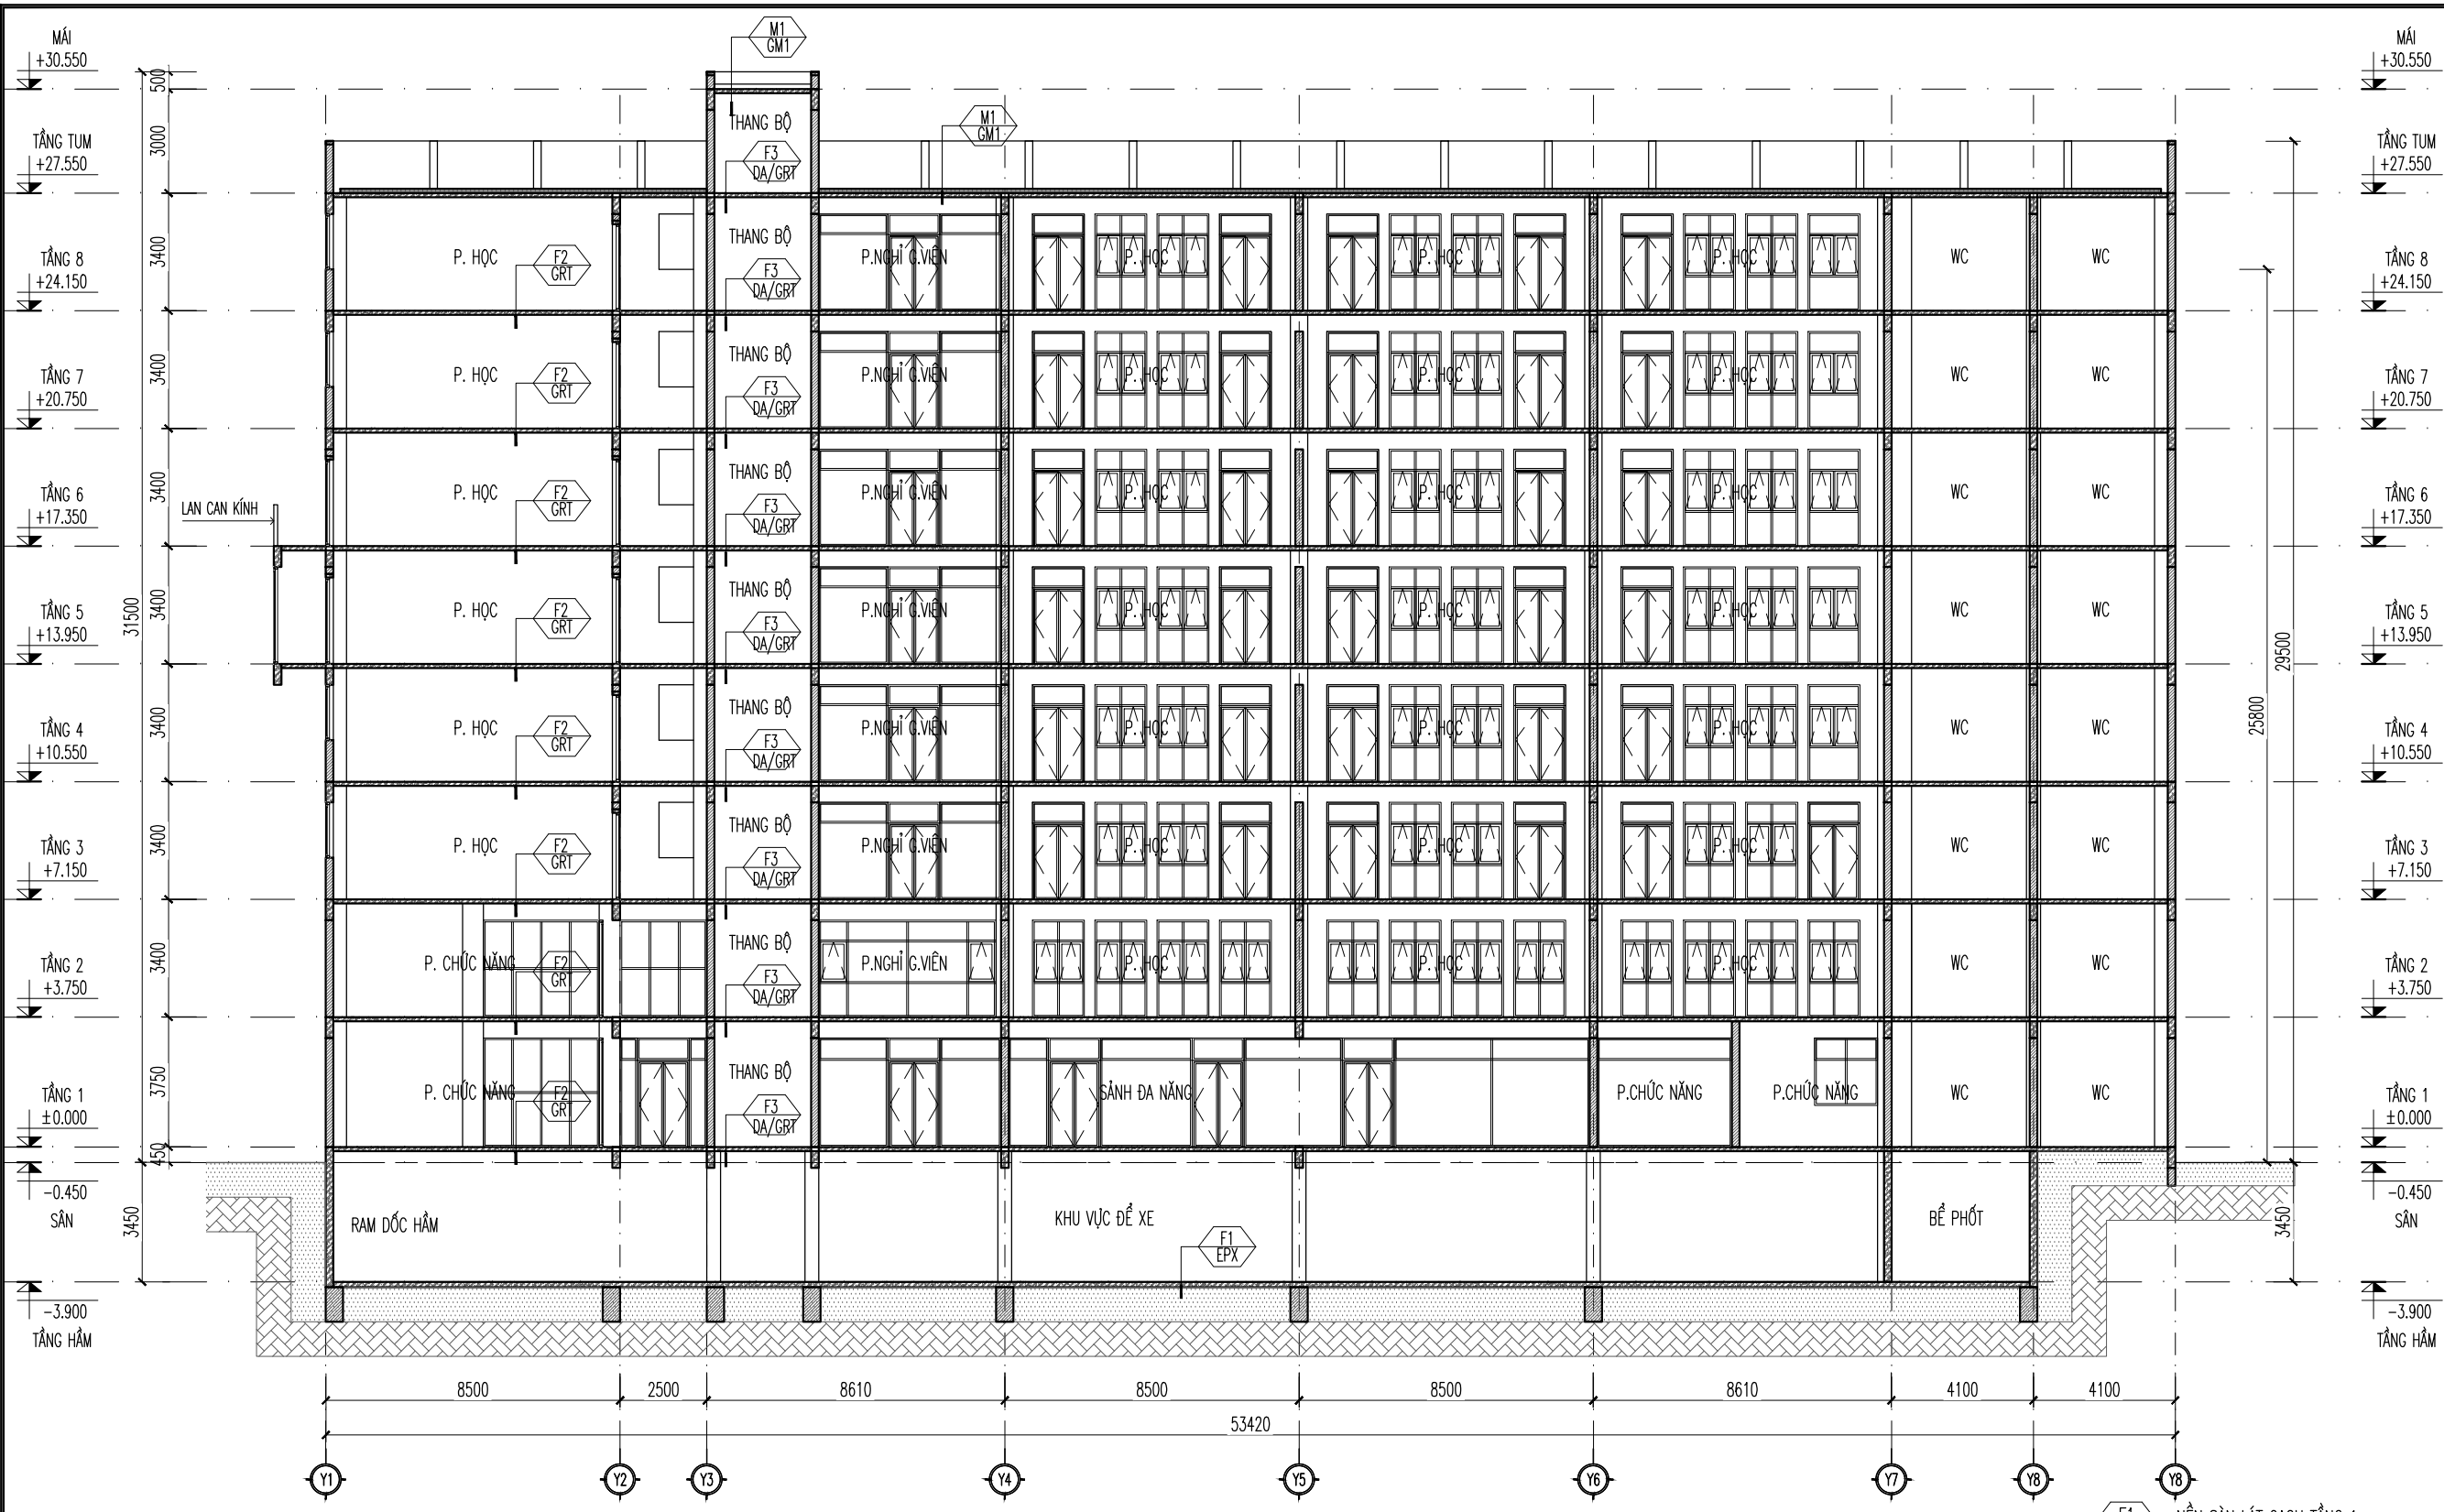 MÁI
+30.550
TẦNG TUM
+27.550
TẦNG 8
+24.150
TẦNG 7
+20.750
TẦNG 6
+17.350
TẦNG 5
+13.950
TẦNG 4
+10.550
TẦNG 3
+7.150
TẦNG 2
+3.750
TẦNG 1
±0.000
-0.450
SÂN
-3.900
TẦNG HẦM
500
3000
3400
3400
3400
3400
3400
3400
3400
3750
450
31500
3450
LAN CAN KÍNH
M1
GM1
M1
GM1
THANG BỘ
F3
DA/GRT
P. HỌC
F2
GRT
THANG BỘ
F3
DA/GRT
P.NGHỈ G.VIÊN
P. HỌC
P. HỌC
P. HỌC
WC
WC
P. HỌC
F2
GRT
THANG BỘ
F3
DA/GRT
P.NGHỈ G.VIÊN
P. HỌC
P. HỌC
P. HỌC
WC
WC
P. HỌC
F2
GRT
THANG BỘ
F3
DA/GRT
P.NGHỈ G.VIÊN
P. HỌC
P. HỌC
P. HỌC
WC
WC
P. HỌC
F2
GRT
THANG BỘ
F3
DA/GRT
P.NGHỈ G.VIÊN
P. HỌC
P. HỌC
P. HỌC
WC
WC
P. HỌC
F2
GRT
THANG BỘ
F3
DA/GRT
P.NGHỈ G.VIÊN
P. HỌC
P. HỌC
P. HỌC
WC
WC
P. HỌC
F2
GRT
THANG BỘ
F3
DA/GRT
P.NGHỈ G.VIÊN
P. HỌC
P. HỌC
P. HỌC
WC
WC
P. CHỨC NĂNG
F2
GRT
THANG BỘ
F3
DA/GRT
P.NGHỈ G.VIÊN
P. HỌC
P. HỌC
P. HỌC
WC
WC
P. CHỨC NĂNG
F2
GRT
THANG BỘ
F3
DA/GRT
SẢNH ĐA NĂNG
P.CHỨC NĂNG
P.CHỨC NĂNG
WC
WC
RAM DỐC HẦM
KHU VỰC ĐỂ XE
F1
EPX
BỂ PHỐT
29500
25800
3450
MÁI
+30.550
TẦNG TUM
+27.550
TẦNG 8
+24.150
TẦNG 7
+20.750
TẦNG 6
+17.350
TẦNG 5
+13.950
TẦNG 4
+10.550
TẦNG 3
+7.150
TẦNG 2
+3.750
TẦNG 1
±0.000
-0.450
SÂN
-3.900
TẦNG HẦM
8500 2500 8610 8500 8500 8610 4100 4100
53420
Y1 Y2 Y3 Y4 Y5 Y6 Y7 Y8 Y8